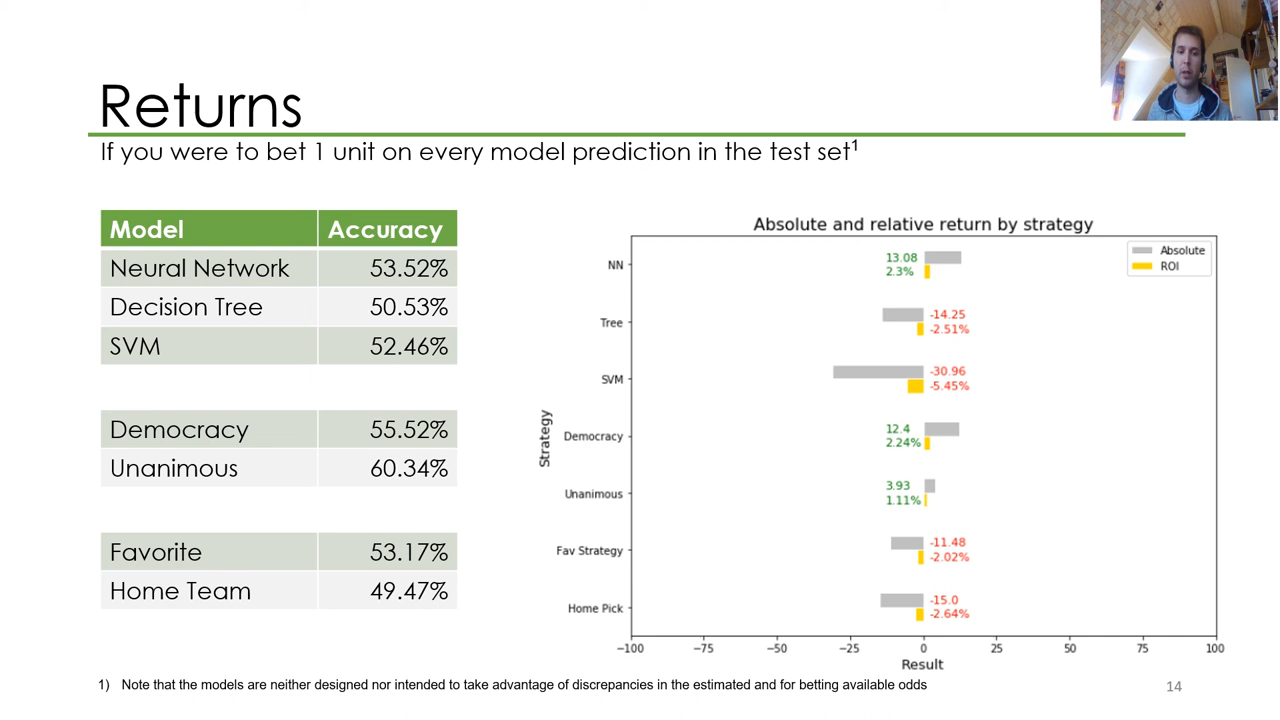 Returns
If you were to bet 1 unit on every model prediction in the test set¹
Model Accuracy
Neural Network 53.52%
Decision Tree 50.53%
SVM 52.46%
Democracy 55.52%
Unanimous 60.34%
Favorite 53.17%
Home Team 49.47%
Absolute and relative return by strategy
Absolute
ROI
NN 13.08
2.3%
Tree -14.25
-2.51%
SVM -30.96
-5.45%
Democracy 12.4
2.24%
Unanimous 3.93
1.11%
Fav Strategy -11.48
-2.02%
Home Pick -15.0
-2.64%
Strategy
−100 −75 −50 −25 0 25 50 75 100
Result
1) Note that the models are neither designed nor intended to take advantage of discrepancies in the estimated and for betting available odds
14